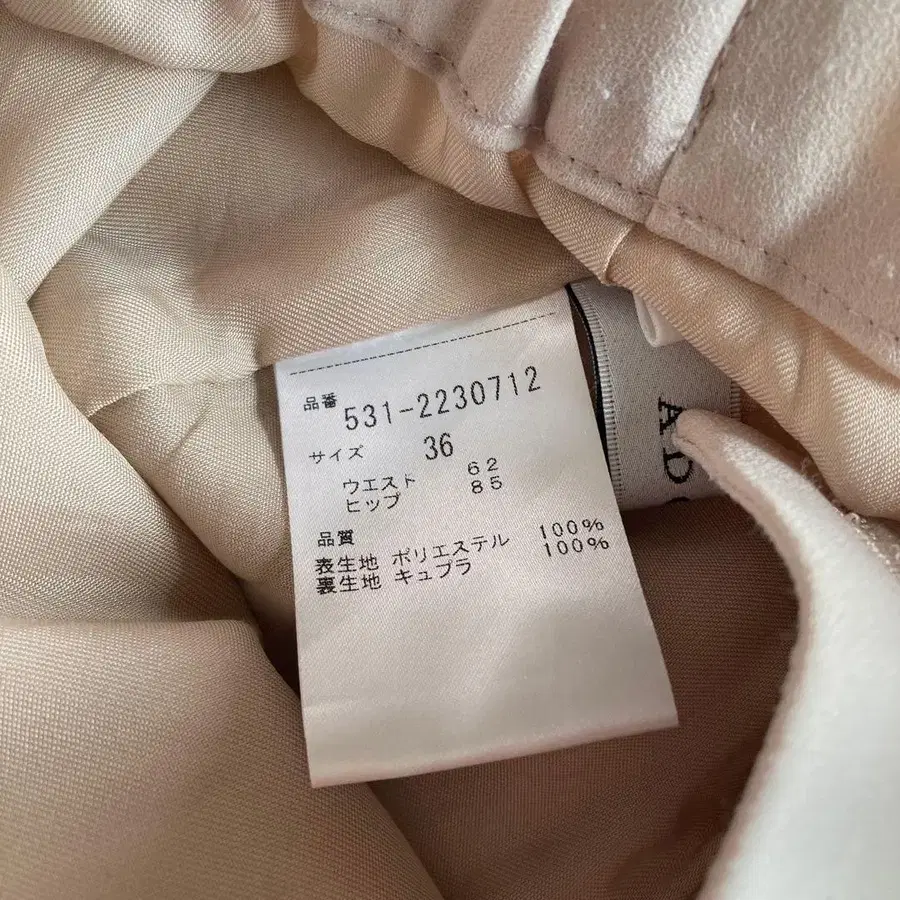 品番 531-2230712
サイズ 36
ウエスト 62
ヒップ 85
品質
表生地 ポリエステル 100%
裏生地 キュプラ 100%
AD